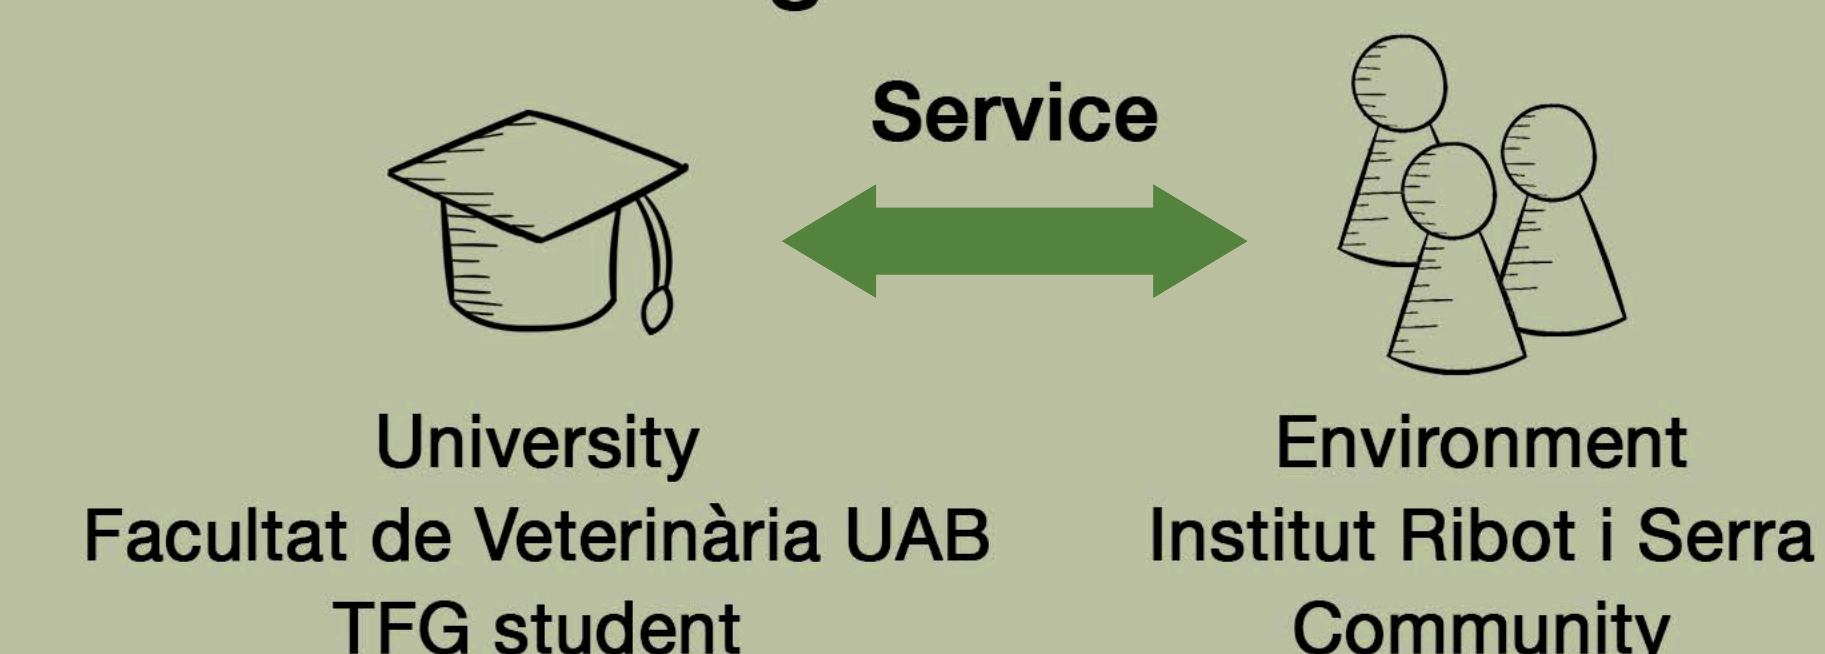 Service
University
Facultat de Veterinària UAB
TFG student
Environment
Institut Ribot i Serra
Community